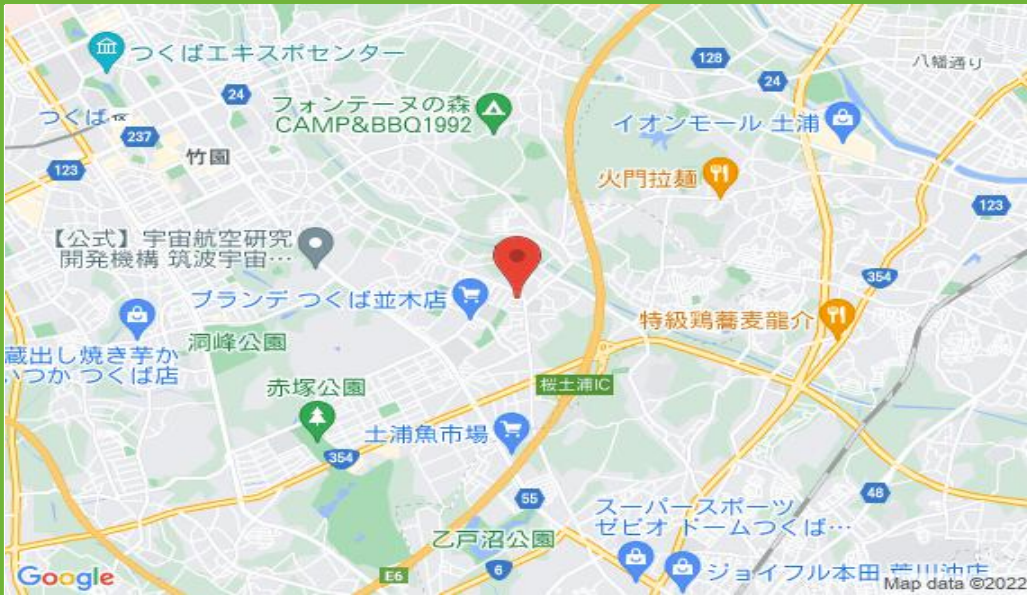 つくばエキスポセンター
128
24
八幡通り
24
フォンテーヌの森
CAMP&BBQ1992
イオンモール 土浦
つくば
237
竹園
123
火門拉麺
123
【公式】宇宙航空研究
開発機構 筑波宇宙…
354
ブランデ つくば並木店
特級鶏蕎麦龍介
洞峰公園
蔵出し焼き芋か
いつか つくば店
赤塚公園
桜土浦IC
土浦魚市場
354
55
48
スーパースポーツ
ゼビオ ドームつくば…
乙戸沼公園
6
E6
ジョイフル本田 荒川沖店
Google
Map data ©2022